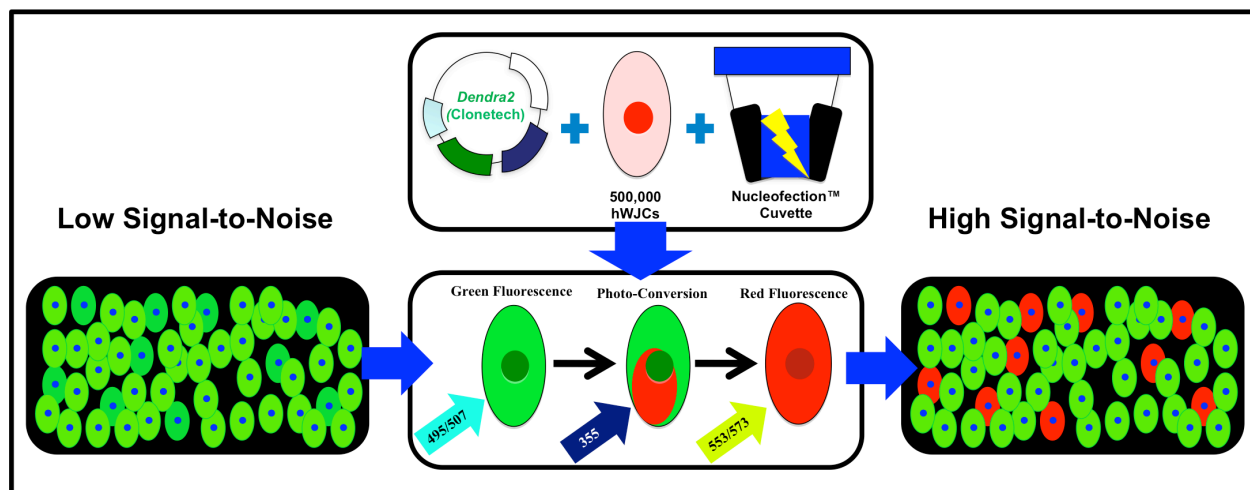 Dendra2
(Clonetech)
500,000
hWJCs
Nucleofection™
Cuvette
Low Signal-to-Noise
High Signal-to-Noise
Green Fluorescence
Photo-Conversion
Red Fluorescence
495/507
355
553/573